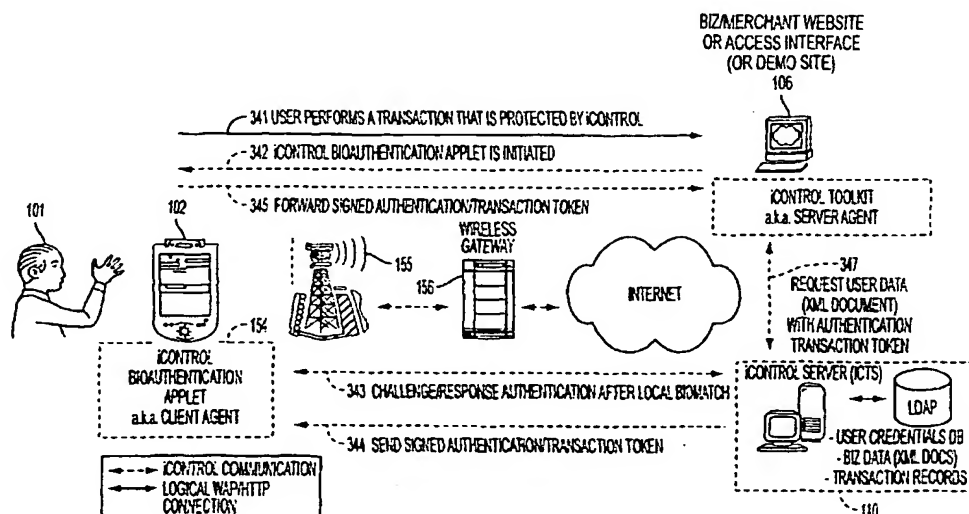 BIZ/MERCHANT WEBSITE
OR ACCESS INTERFACE
(OR DEMO SITE)
106
341 USER PERFORMS A TRANSACTION THAT IS PROTECTED BY iCONTROL
342 iCONTROL BIOAUTHENTICATION APPLET IS INITIATED
345 FORWARD SIGNED AUTHENTICATION/TRANSACTION TOKEN
iCONTROL TOOLKIT
a.k.a. SERVER AGENT
101
102
WIRELESS
GATEWAY
155
156
INTERNET
347
REQUEST USER DATA
(XML DOCUMENT)
WITH AUTHENTICATION
TRANSACTION TOKEN
154
iCONTROL
BIOAUTHENTICATION
APPLET
a.k.a. CLIENT AGENT
343 CHALLENGE/RESPONSE AUTHENTICATION AFTER LOCAL BIOMATCH
344 SEND SIGNED AUTHENTICATION/TRANSACTION TOKEN
iCONTROL SERVER (ICTS)
LDAP
- USER CREDENTIALS DB
- BIZ DATA (XML DOCS)
- TRANSACTION RECORDS
110
iCONTROL COMMUNICATION
LOGICAL WAP/HTTP
CONNECTION